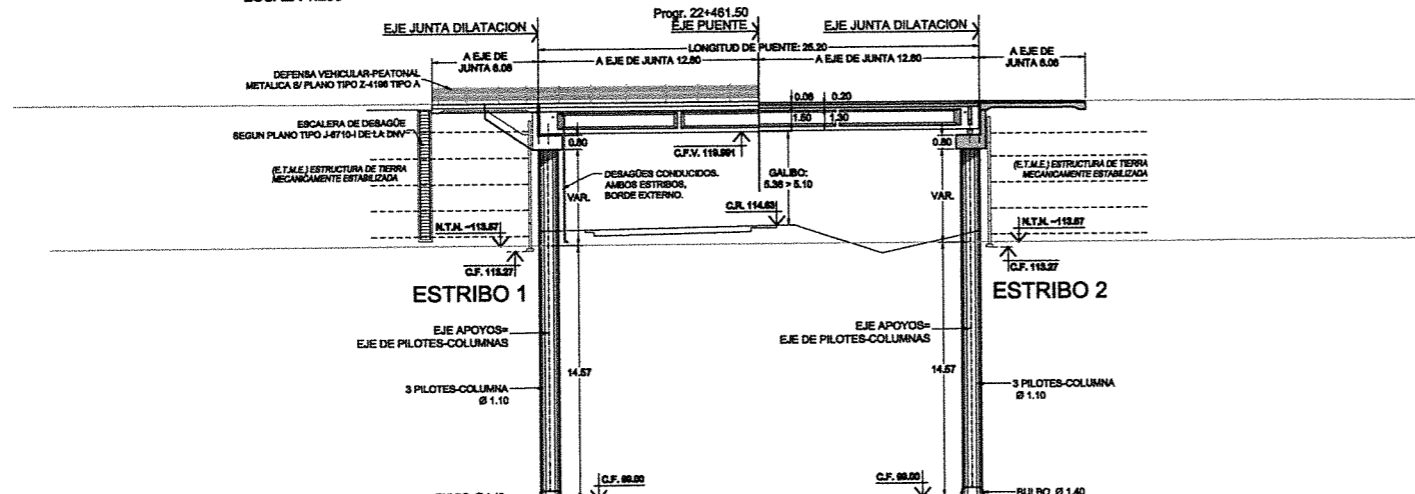 Progr. 22+461.50
EJE JUNTA DILATACION
EJE PUENTE
EJE JUNTA DILATACION
LONGITUD DE PUENTE: 25.20
A EJE DE
JUNTA 6.08
A EJE DE JUNTA 12.60
A EJE DE JUNTA 12.60
A EJE DE
JUNTA 6.08
DEFENSA VEHICULAR-PEATONAL
METALICA S/ PLANO TIPO Z-4198 TIPO A
0.06
0.20
1.50
1.30
ESCALERA DE DESAGÜE
SEGUN PLANO TIPO J-6710-I DE LA DNV
0.80
C.F.V. 119.991
0.80
(E.T.M.E.) ESTRUCTURA DE TIERRA
MECANICAMENTE ESTABILIZADA
DESAGÜES CONDUCIDOS.
AMBOS ESTRIBOS,
BORDE EXTERNO.
GALIBO:
5.36 > 5.10
(E.T.M.E.) ESTRUCTURA DE TIERRA
MECANICAMENTE ESTABILIZADA
VAR.
VAR.
C.R. 114.63
N.T.N. ~113.67
N.T.N. ~113.67
C.F. 113.27
C.F. 113.27
ESTRIBO 1
ESTRIBO 2
EJE APOYOS=
EJE DE PILOTES-COLUMNAS
EJE APOYOS=
EJE DE PILOTES-COLUMNAS
14.57
14.57
3 PILOTES-COLUMNA
Ø 1.10
3 PILOTES-COLUMNA
Ø 1.10
C.F. 99.00
C.F. 99.00
BULBO Ø 1.40